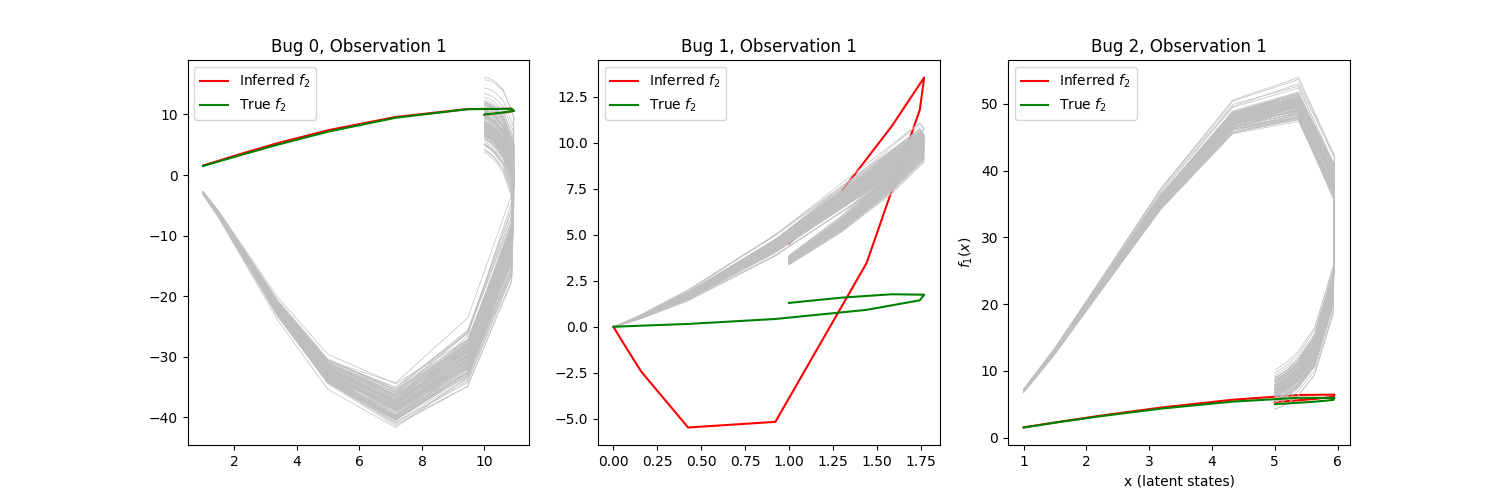 Bug 0, Observation 1
Inferred f₂
True f₂
10
0
−10
−20
−30
−40
2 4 6 8 10
Bug 1, Observation 1
Inferred f₂
True f₂
12.5
10.0
7.5
5.0
2.5
0.0
−2.5
−5.0
0.00 0.25 0.50 0.75 1.00 1.25 1.50 1.75
Bug 2, Observation 1
Inferred f₂
True f₂
f₁(x)
50
40
30
20
10
0
1 2 3 4 5 6
x (latent states)